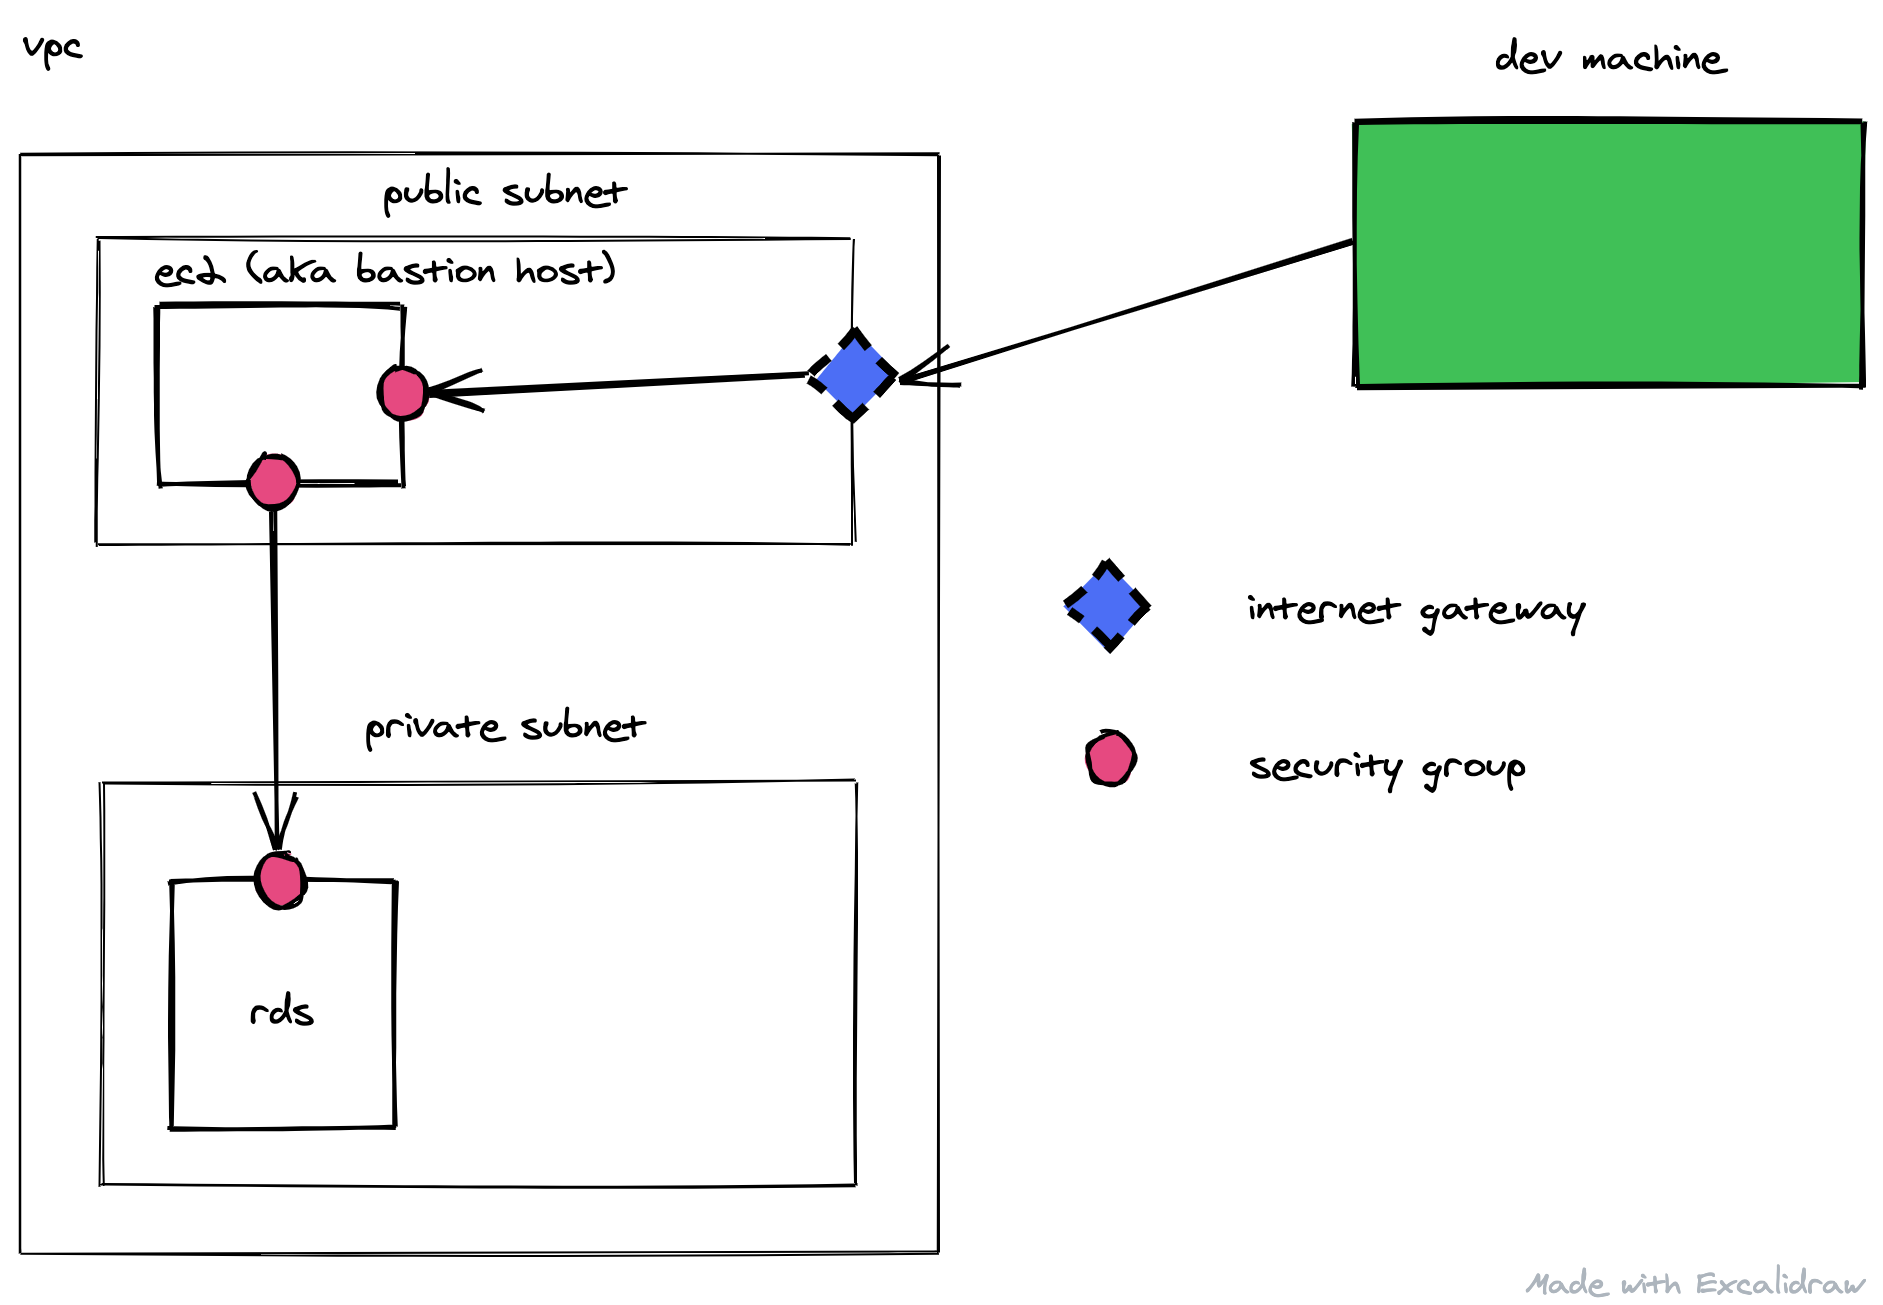 vpc
dev machine
public subnet
ec2 (aka bastion host)
internet gateway
private subnet
security group
rds
Made with Excalidraw